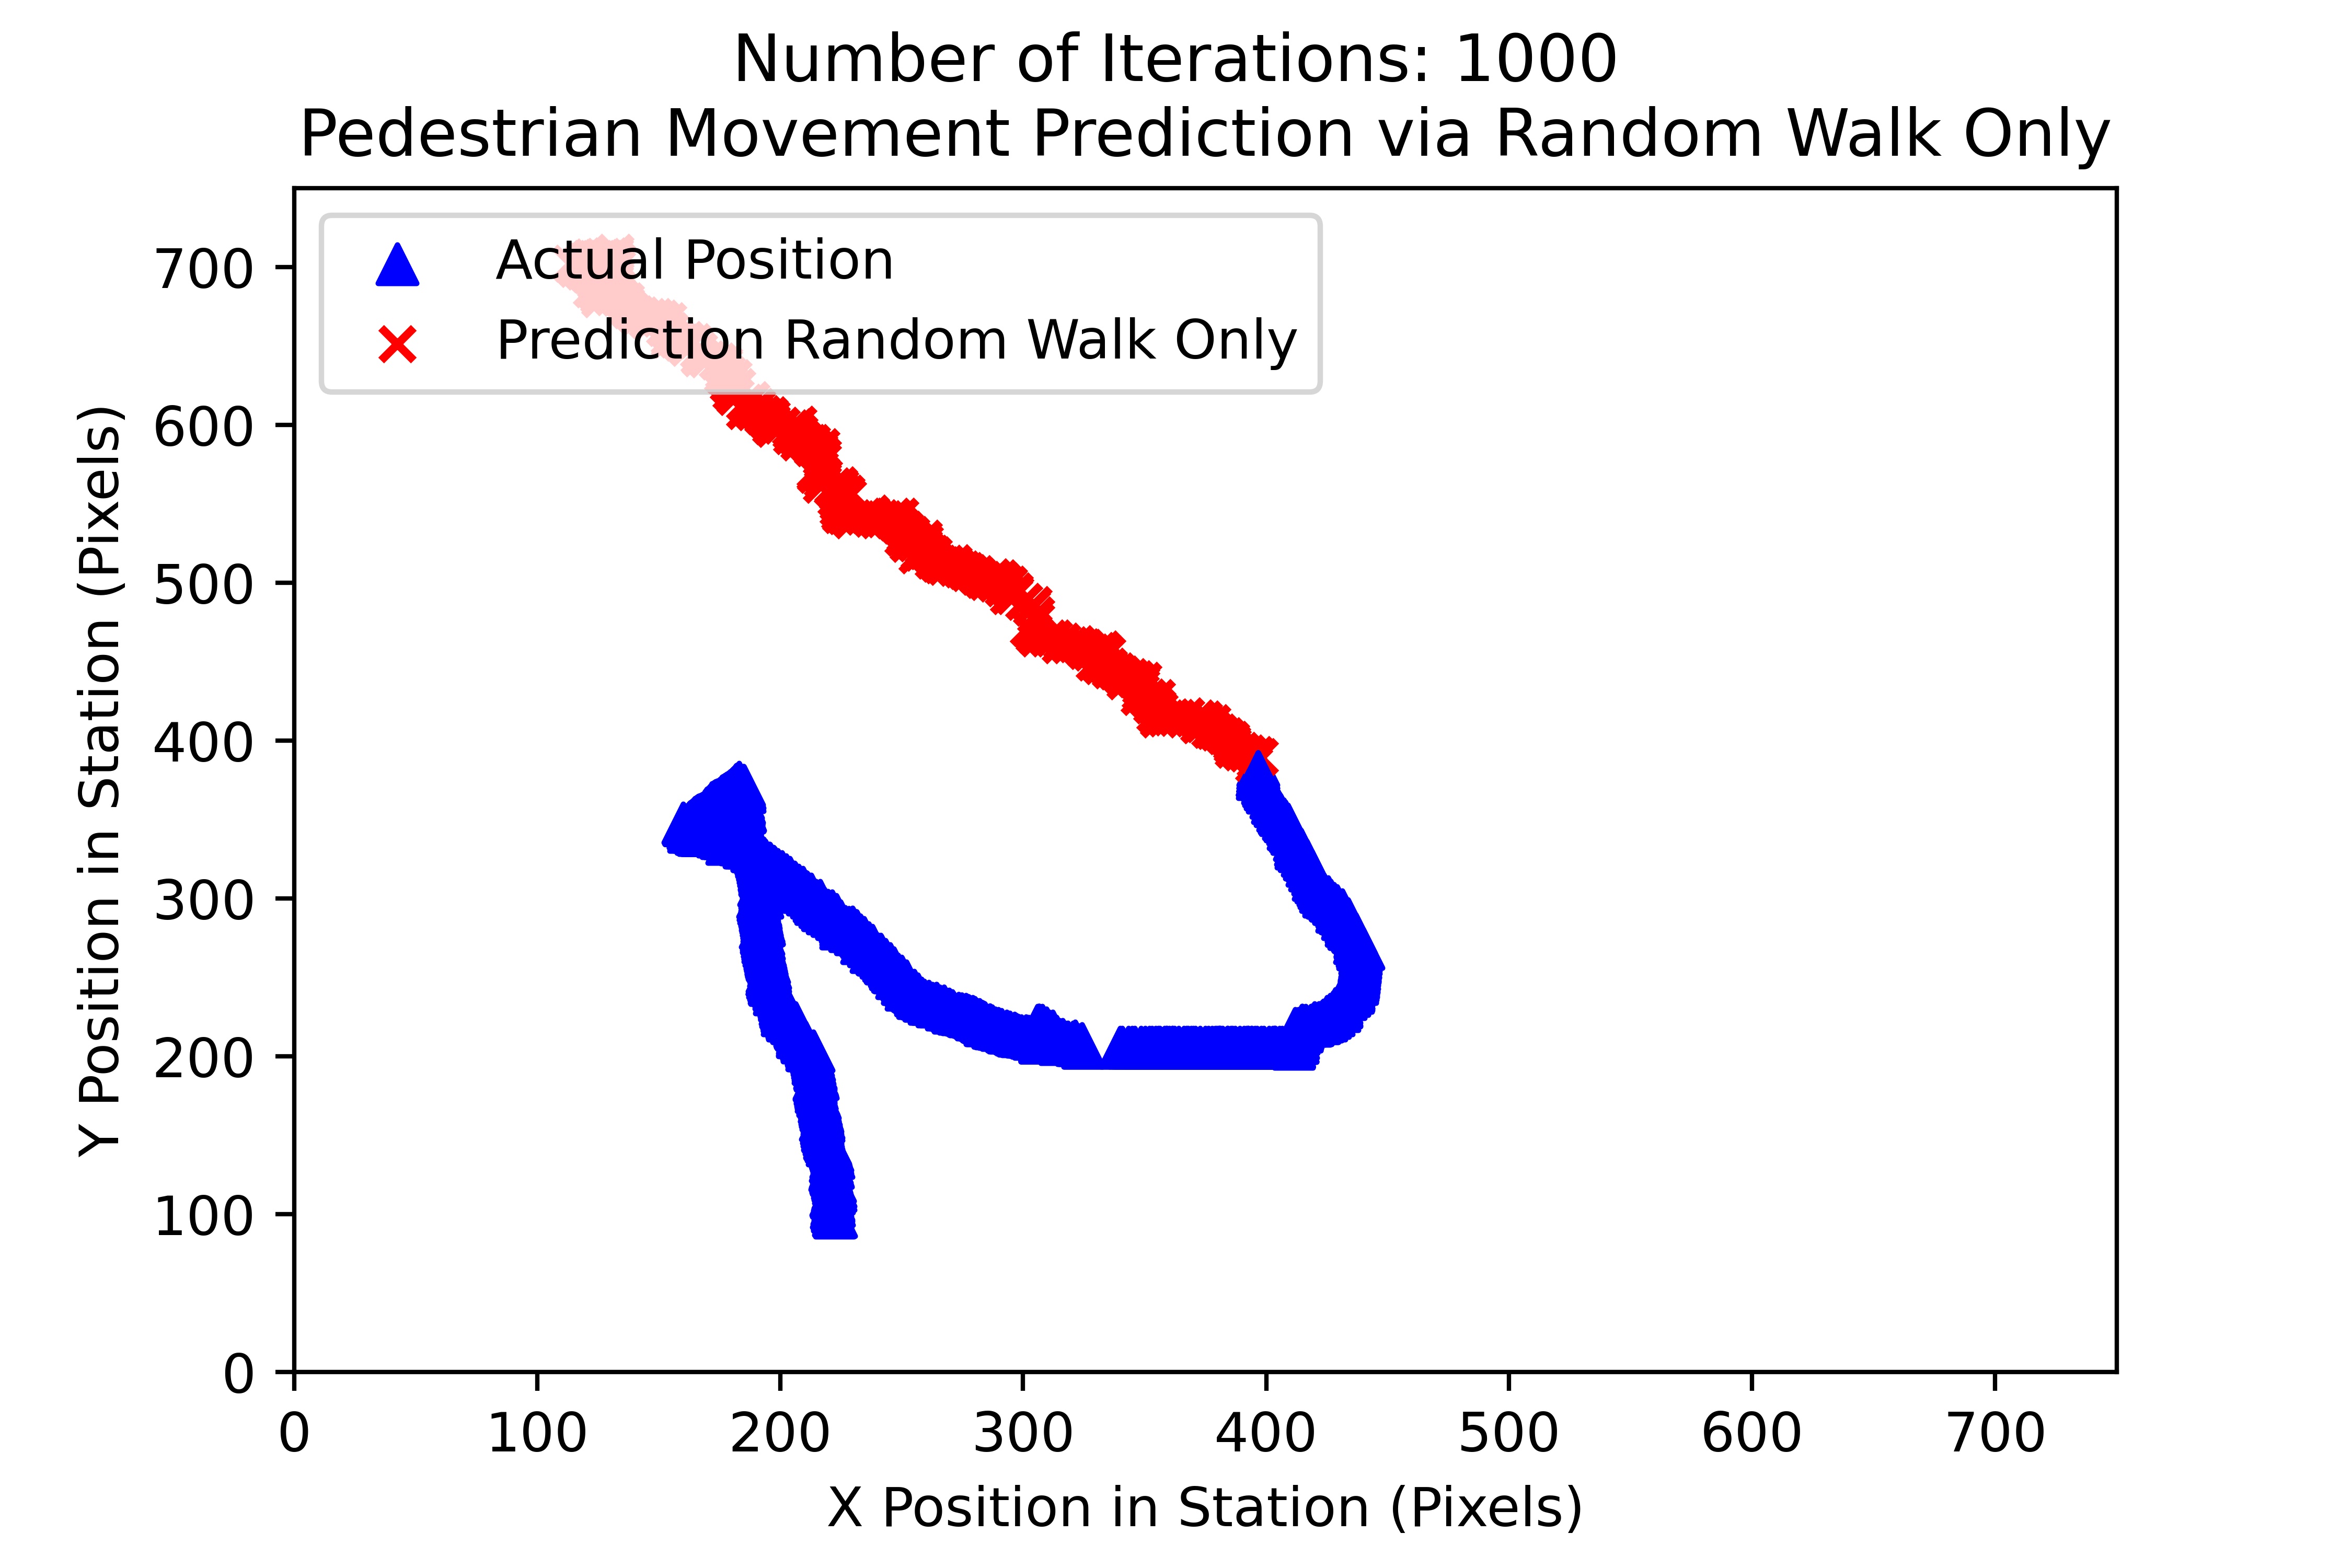 Number of Iterations: 1000
Pedestrian Movement Prediction via Random Walk Only
Actual Position
Prediction Random Walk Only
Y Position in Station (Pixels)
700
600
500
400
300
200
100
0
0 100 200 300 400 500 600 700
X Position in Station (Pixels)